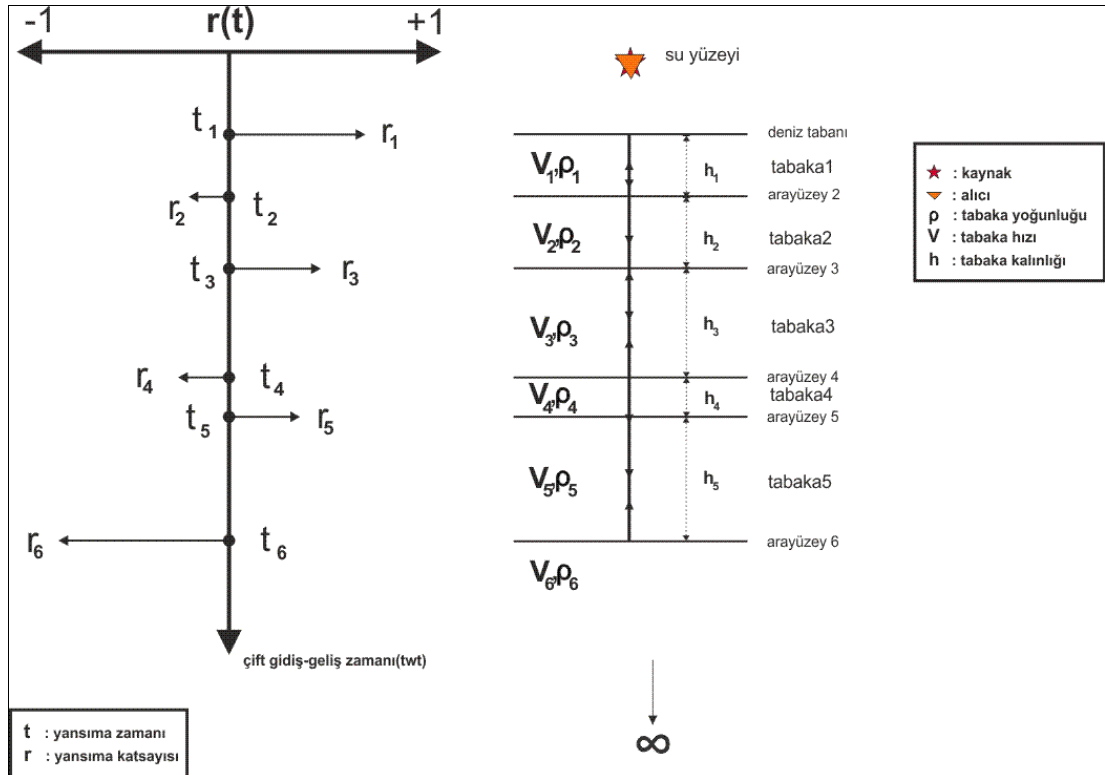 -1 r(t) +1
t1
r1
r2
t2
t3
r3
r4
t4
t5
r5
r6
t6
çift gidiş-geliş zamanı(twt)
t : yansıma zamanı
r : yansıma katsayısı
su yüzeyi
deniz tabanı
V1,ρ1 h1 tabaka1
arayüzey 2
V2,ρ2 h2 tabaka2
arayüzey 3
V3,ρ3 h3 tabaka3
arayüzey 4
V4,ρ4 h4 tabaka4
arayüzey 5
V5,ρ5 h5 tabaka5
arayüzey 6
V6,ρ6
∞
: kaynak
: alıcı
ρ : tabaka yoğunluğu
V : tabaka hızı
h : tabaka kalınlığı